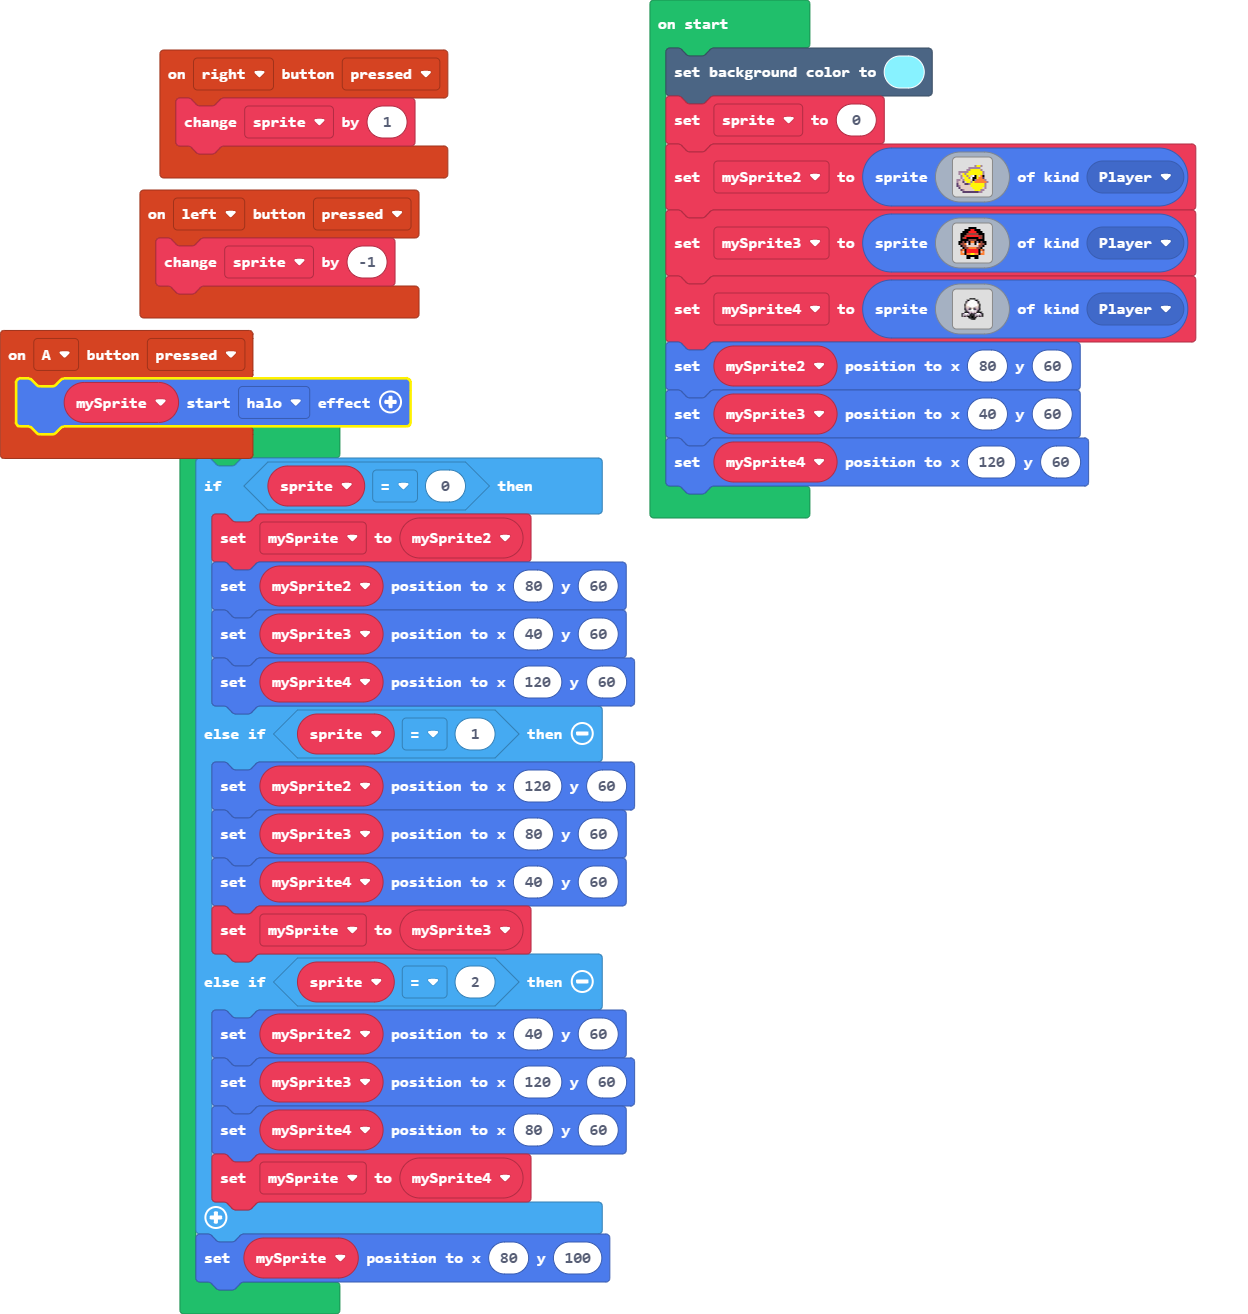 on start
set background color to
set sprite to 0
set mySprite2 to sprite of kind Player
set mySprite3 to sprite of kind Player
set mySprite4 to sprite of kind Player
set mySprite2 position to x 80 y 60
set mySprite3 position to x 40 y 60
set mySprite4 position to x 120 y 60
on right button pressed
change sprite by 1
on left button pressed
change sprite by -1
on A button pressed
mySprite start halo effect
if sprite = 0 then
set mySprite to mySprite2
set mySprite2 position to x 80 y 60
set mySprite3 position to x 40 y 60
set mySprite4 position to x 120 y 60
else if sprite = 1 then
set mySprite2 position to x 120 y 60
set mySprite3 position to x 80 y 60
set mySprite4 position to x 40 y 60
set mySprite to mySprite3
else if sprite = 2 then
set mySprite2 position to x 40 y 60
set mySprite3 position to x 120 y 60
set mySprite4 position to x 80 y 60
set mySprite to mySprite4
set mySprite position to x 80 y 100